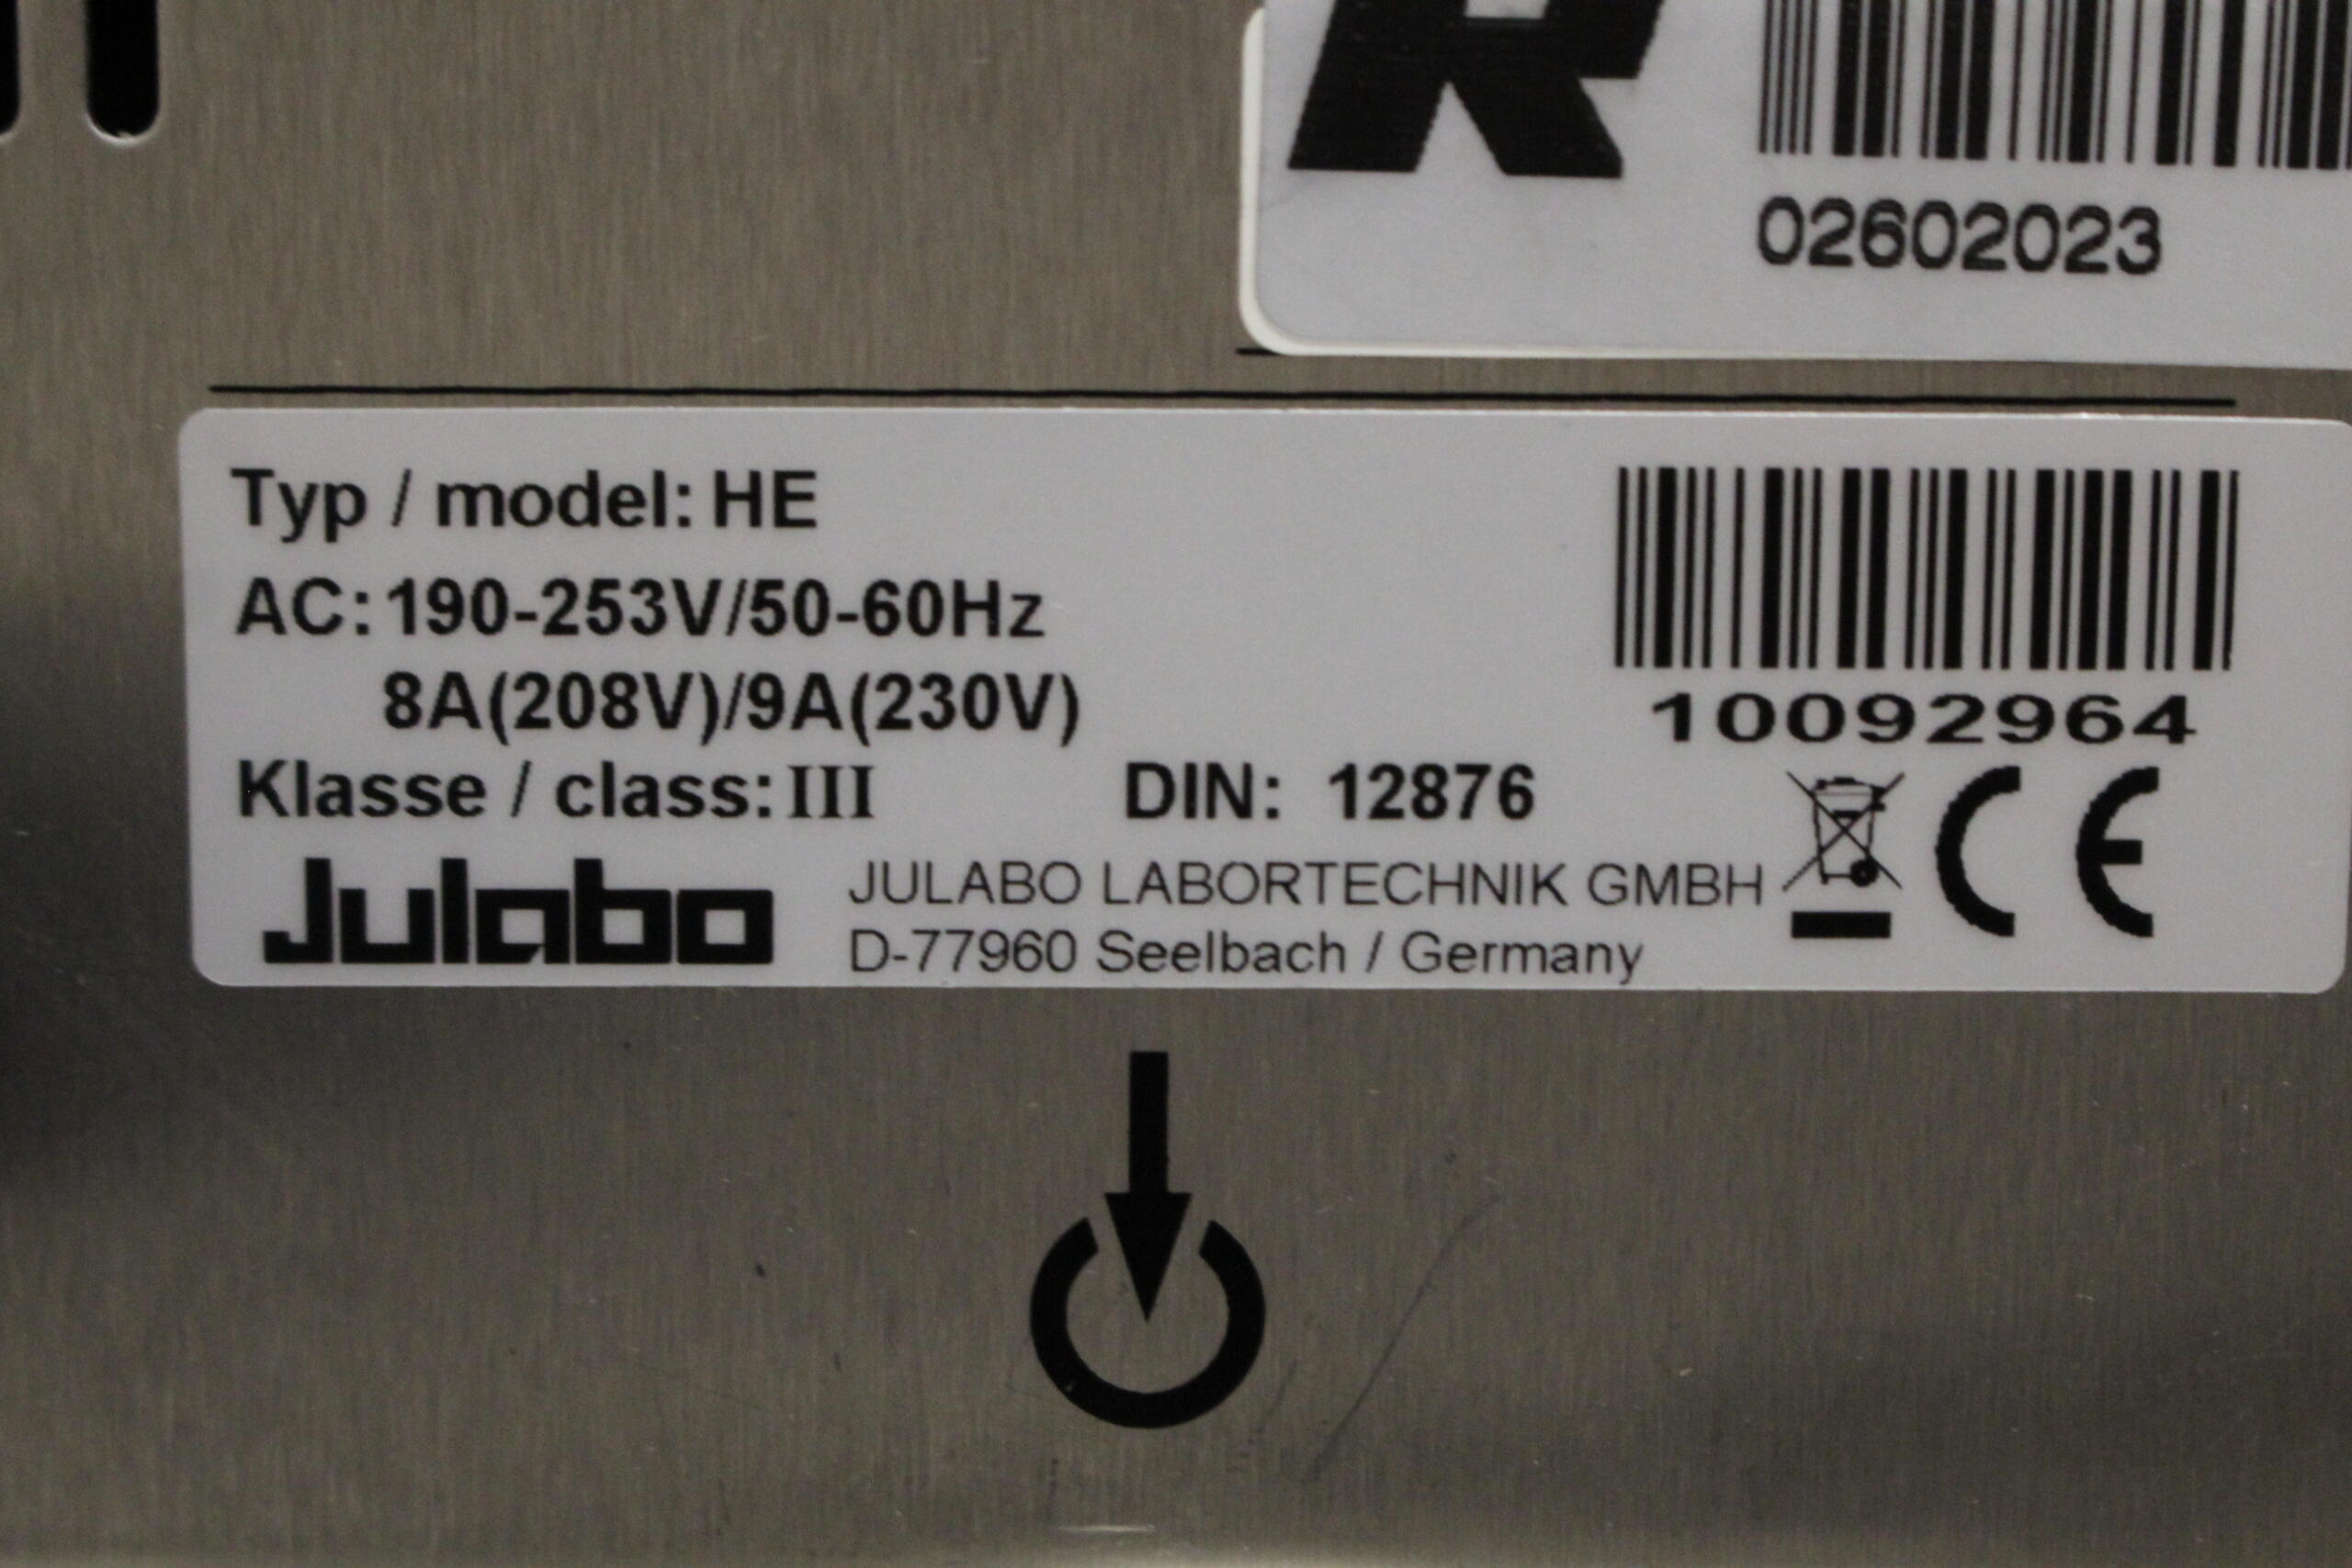 R
02602023
Typ / model: HE
AC: 190-253V/50-60Hz
8A(208V)/9A(230V)
Klasse / class: III
DIN: 12876
10092964
CE
Julabo
JULABO LABORTECHNIK GMBH
D-77960 Seelbach / Germany